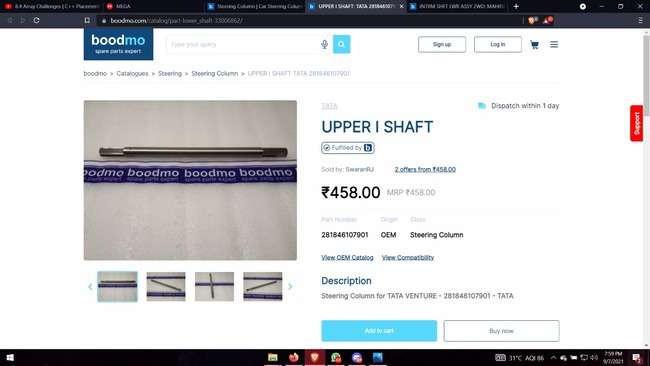 8.4 Array Challenges | C++ Placement
MEGA
Steering Column | Car Steering Column
UPPER I SHAFT TATA 281846107901
INTRM SHFT LWR ASSY 2WD: MAHIN
boodmo.com/catalog/part-lower_shaft-33006862/
boodmo
spare parts expert
Type your query
Sign up
Log in
boodmo > Catalogues > Steering > Steering Column > UPPER I SHAFT TATA 281846107901
TATA
Dispatch within 1 day
UPPER I SHAFT
Fulfilled by b
Support
Sold by: SwaranRJ
2 offers from ₹458.00
₹458.00 MRP ₹458.00
Part Number Origin Class
281846107901 OEM Steering Column
View OEM Catalog View Compatibility
Description
Steering Column for TATA VENTURE - 281846107901 - TATA
Add to cart
Buy now
31°C AQI 86
7:59 PM
9/7/2021